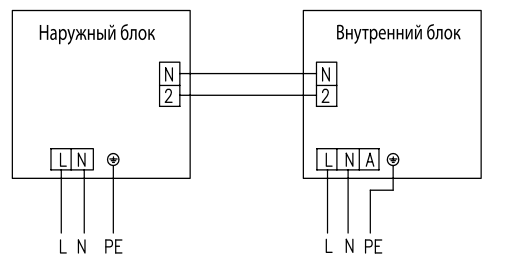 Наружный блок
Внутренний блок
N
N
2
2
L N
L N A
L N PE
L N PE